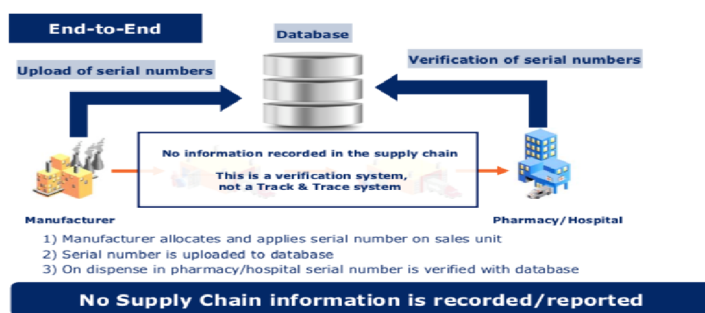 End-to-End
Database
Upload of serial numbers
Verification of serial numbers
No information recorded in the supply chain
This is a verification system,
not a Track & Trace system
Manufacturer
Pharmacy/Hospital
1) Manufacturer allocates and applies serial number on sales unit
2) Serial number is uploaded to database
3) On dispense in pharmacy/hospital serial number is verified with database
No Supply Chain information is recorded/reported